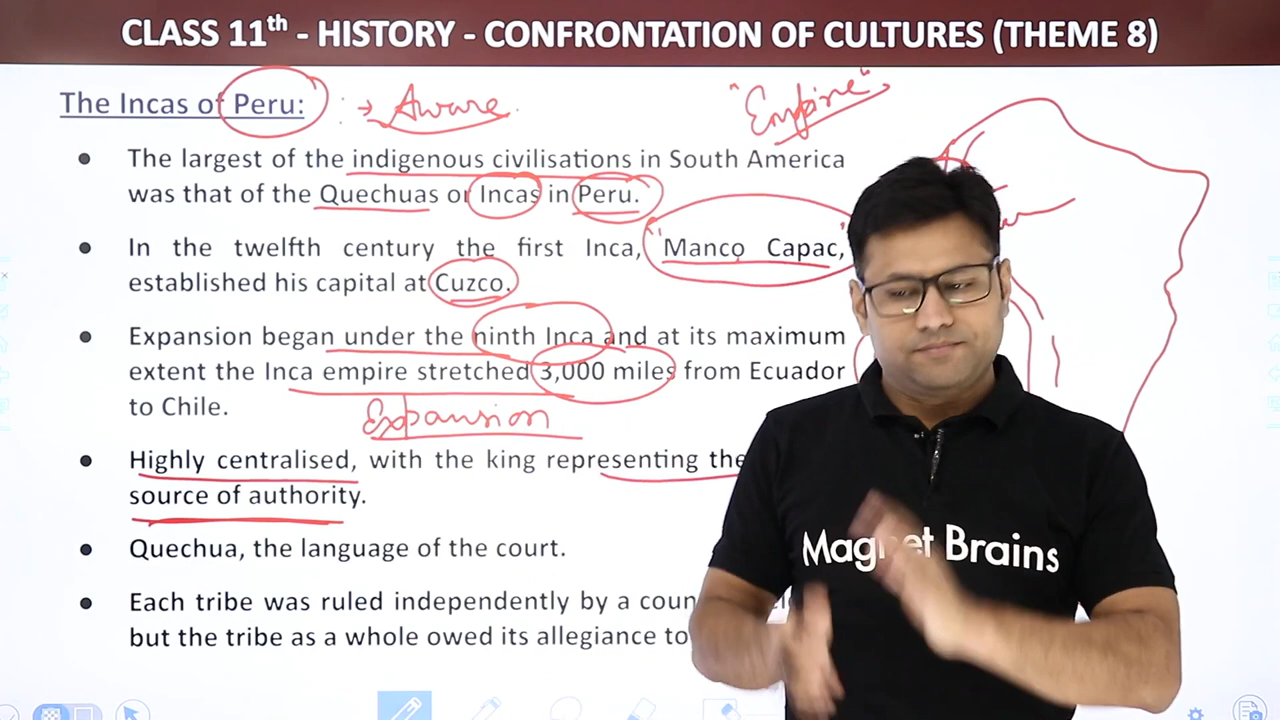 CLASS 11th - HISTORY - CONFRONTATION OF CULTURES (THEME 8)
The Incas of Peru: : → Aware "Empire"
● The largest of the indigenous civilisations in South America
was that of the Quechuas or Incas in Peru.
● In the twelfth century the first Inca, "Manco Capac,"
established his capital at Cuzco.
● Expansion began under the ninth Inca and at its maximum
extent the Inca empire stretched 3,000 miles from Ecuador
to Chile.
Expansion
● Highly centralised, with the king representing the
source of authority.
● Quechua, the language of the court.
● Each tribe was ruled independently by a
but the tribe as a whole owed its allegiance to
Magnet Brains